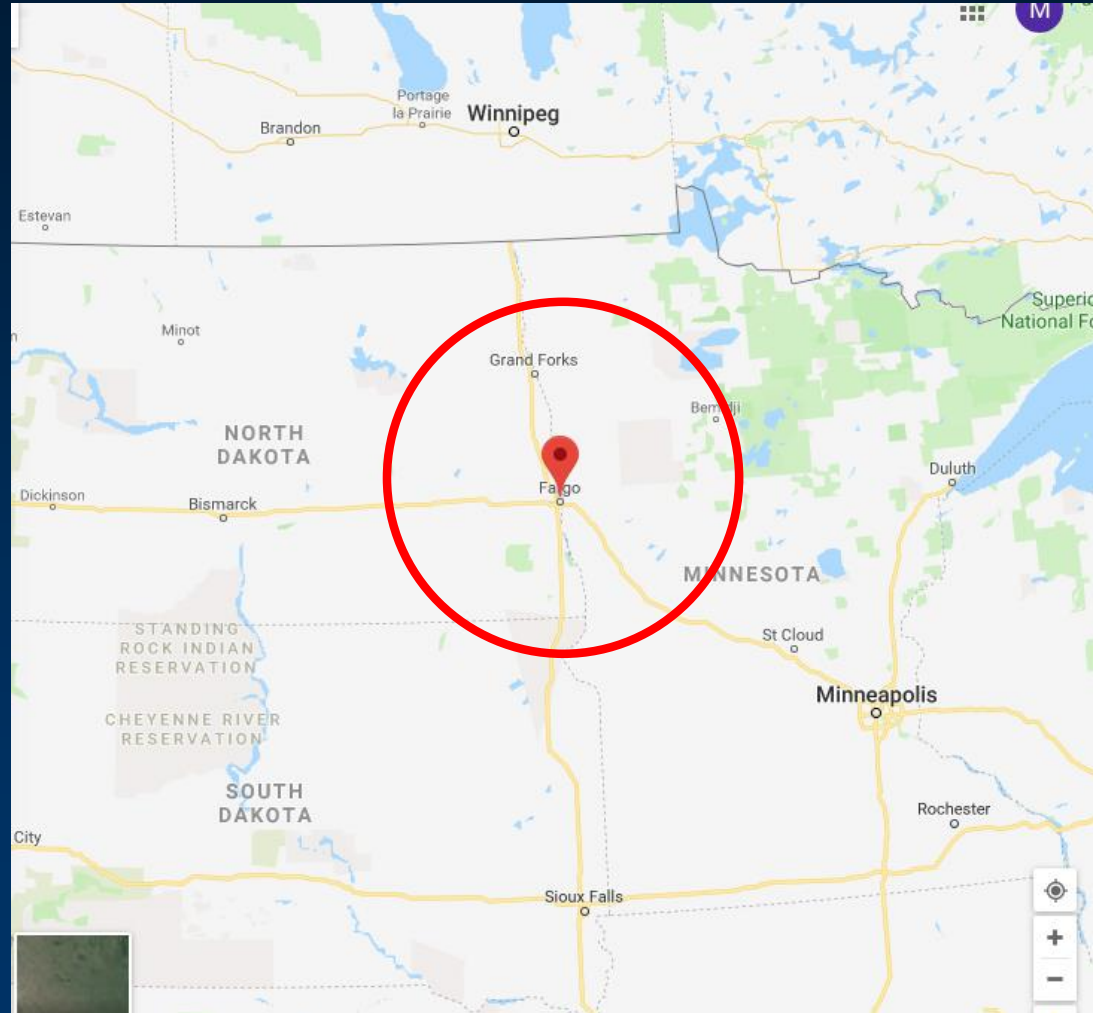 M
Portage
la Prairie
Winnipeg
Brandon
Estevan
Superio
National Fo
Minot
Grand Forks
Bemidji
NORTH
DAKOTA
Fargo
Duluth
Dickinson
Bismarck
MINNESOTA
STANDING
ROCK INDIAN
RESERVATION
St Cloud
Minneapolis
CHEYENNE RIVER
RESERVATION
SOUTH
DAKOTA
Rochester
City
Sioux Falls
+
−